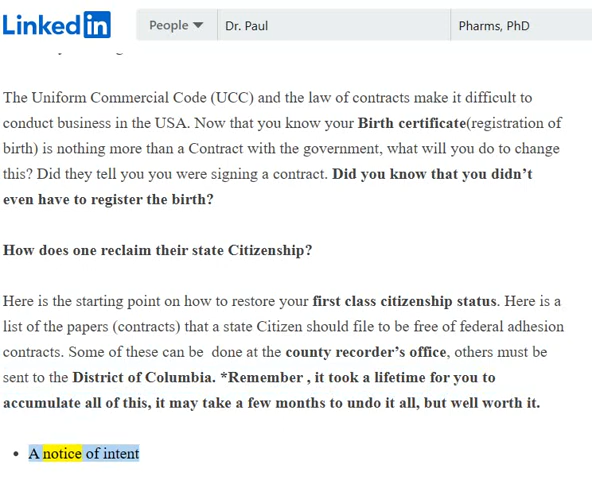 LinkedIn People ▼ Dr. Paul Pharms, PhD
The Uniform Commercial Code (UCC) and the law of contracts make it difficult to
conduct business in the USA. Now that you know your Birth certificate(registration of
birth) is nothing more than a Contract with the government, what will you do to change
this? Did they tell you you were signing a contract. Did you know that you didn't
even have to register the birth?
How does one reclaim their state Citizenship?
Here is the starting point on how to restore your first class citizenship status. Here is a
list of the papers (contracts) that a state Citizen should file to be free of federal adhesion
contracts. Some of these can be done at the county recorder's office, others must be
sent to the District of Columbia. *Remember , it took a lifetime for you to
accumulate all of this, it may take a few months to undo it all, but well worth it.
• A notice of intent